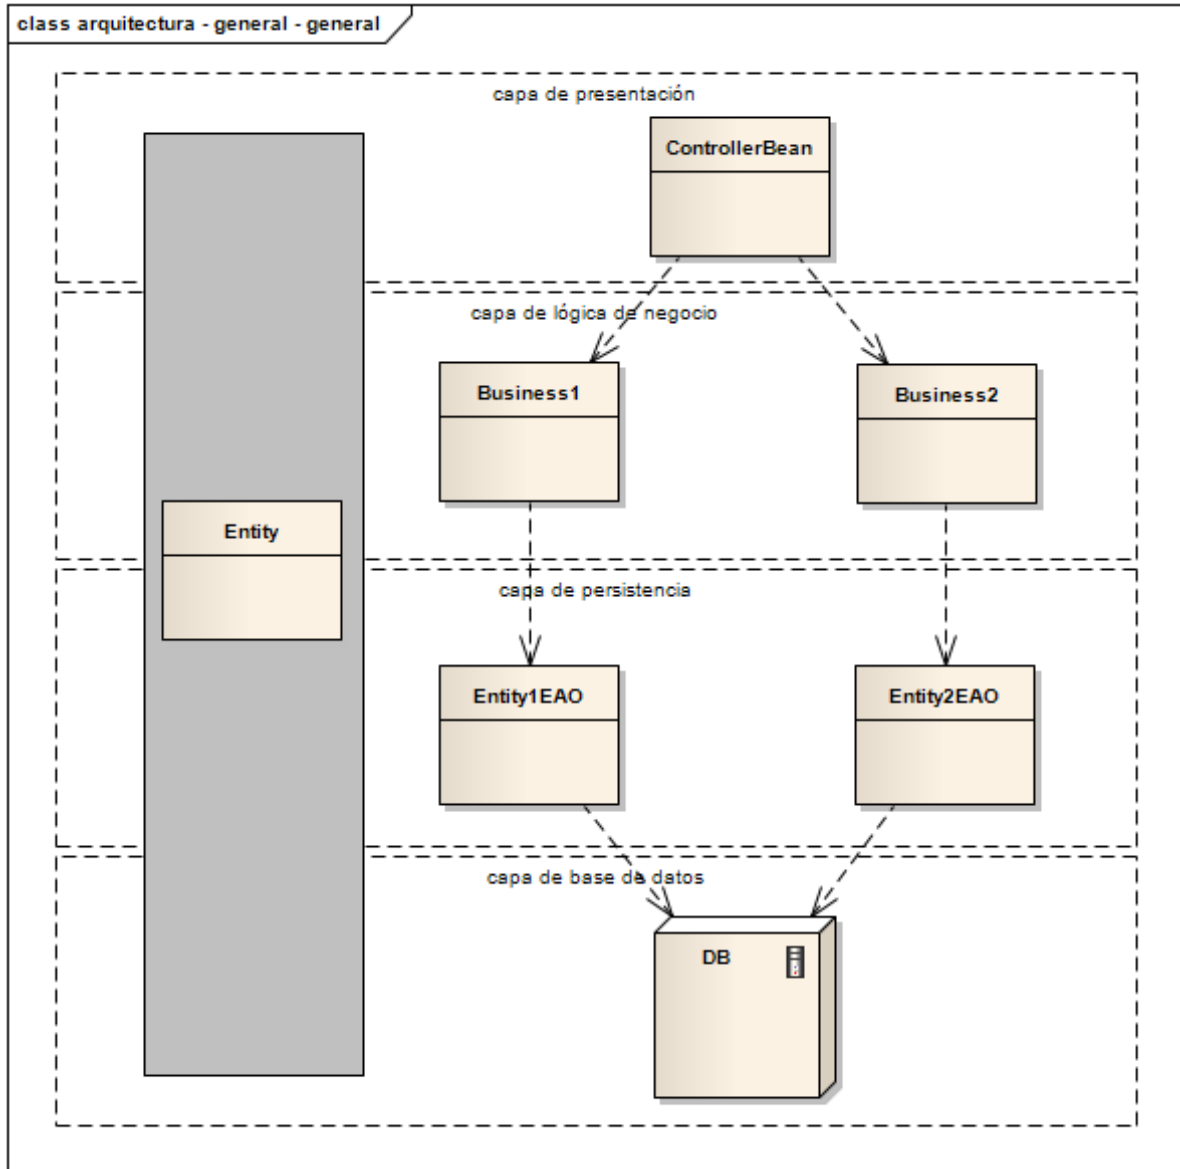 class arquitectura - general - general
capa de presentación
ControllerBean
capa de lógica de negocio
Business1
Business2
Entity
capa de persistencia
Entity1EAO
Entity2EAO
capa de base de datos
DB